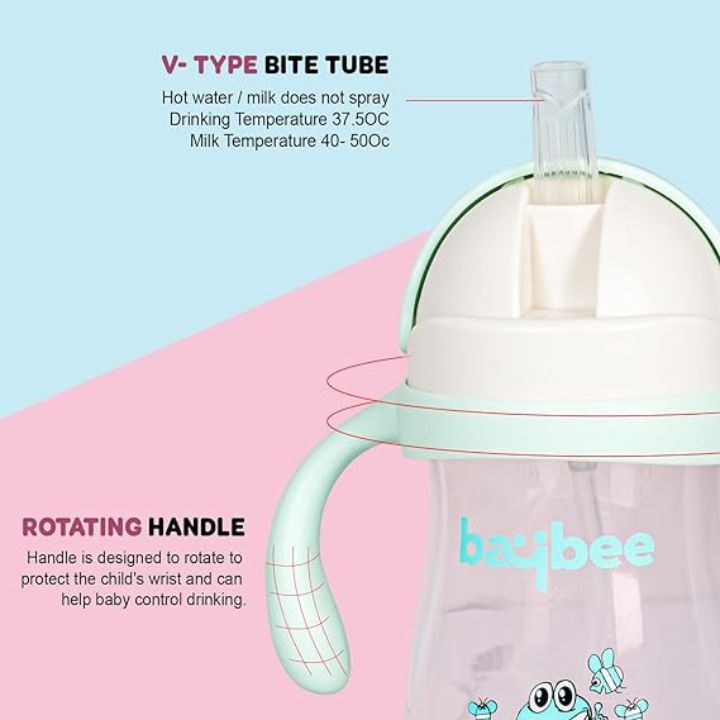 V- TYPE BITE TUBE
Hot water / milk does not spray
Drinking Temperature 37.5OC
Milk Temperature 40- 50Oc
baybee
ROTATING HANDLE
Handle is designed to rotate to
protect the child's wrist and can
help baby control drinking.